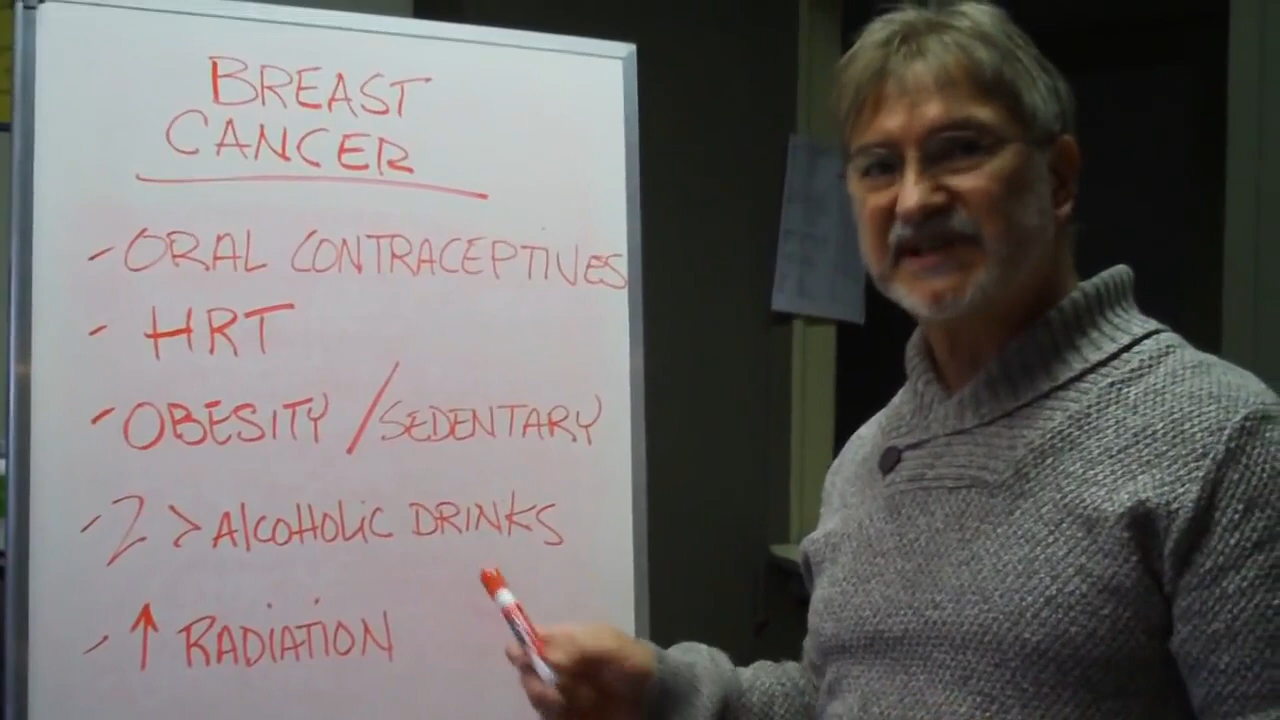 BREAST
CANCER
- ORAL CONTRACEPTIVES
- HRT
- OBESITY / SEDENTARY
- 2 > AlcoHolic DRINKS
- ↑ RADIATION